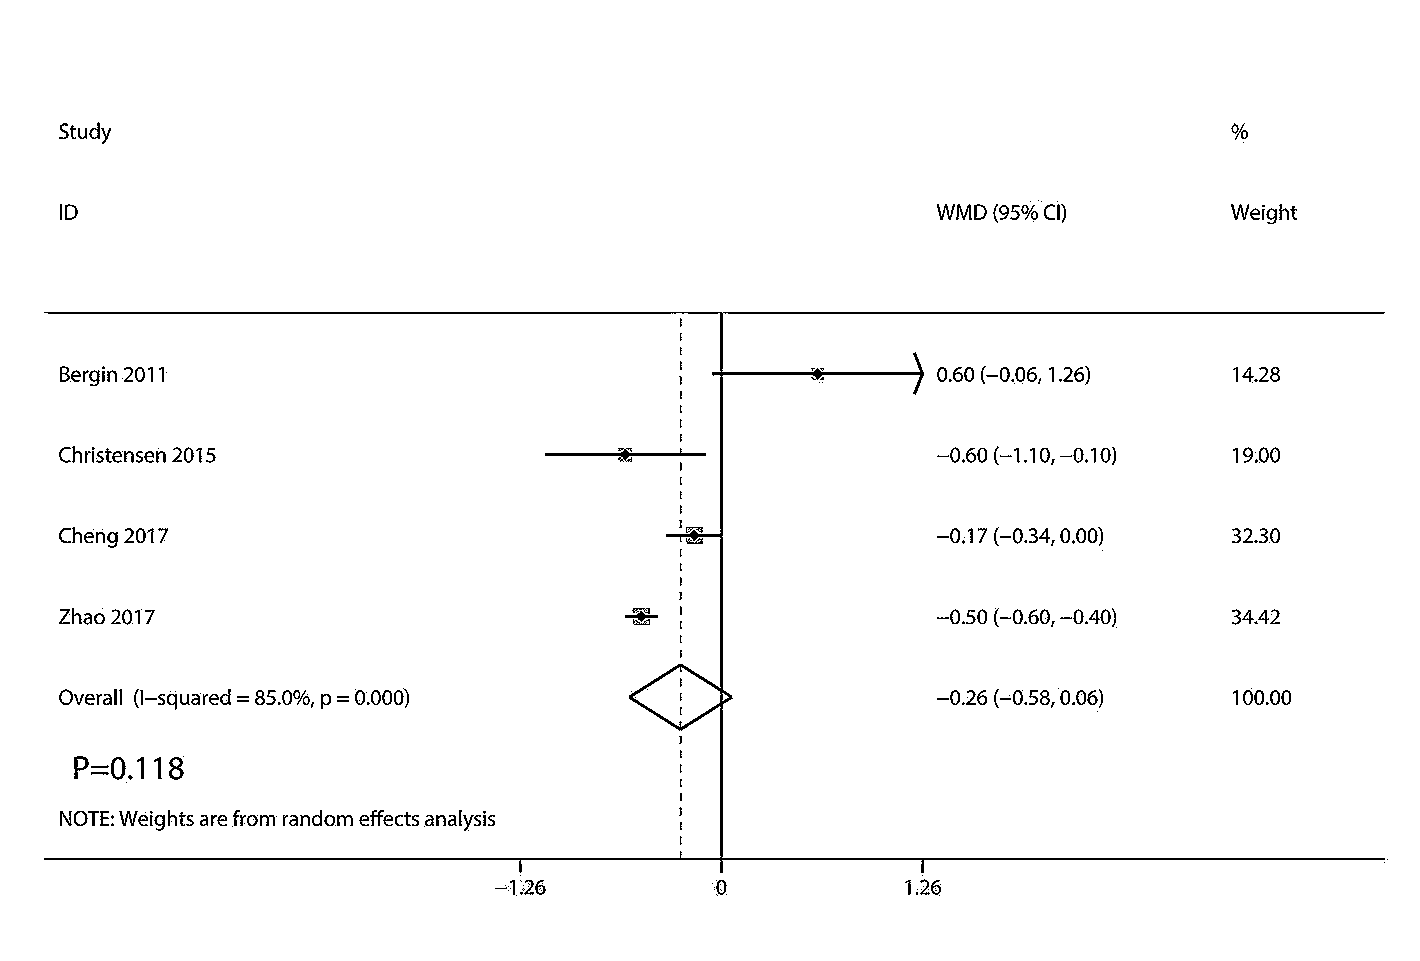 Study %
ID WMD (95% CI) Weight
Bergin 2011 0.60 (−0.06, 1.26) 14.28
Christensen 2015 −0.60 (−1.10, −0.10) 19.00
Cheng 2017 −0.17 (−0.34, 0.00) 32.30
Zhao 2017 −0.50 (−0.60, −0.40) 34.42
Overall (I−squared = 85.0%, p = 0.000) −0.26 (−0.58, 0.06) 100.00
P=0.118
NOTE: Weights are from random effects analysis
−1.26 0 1.26